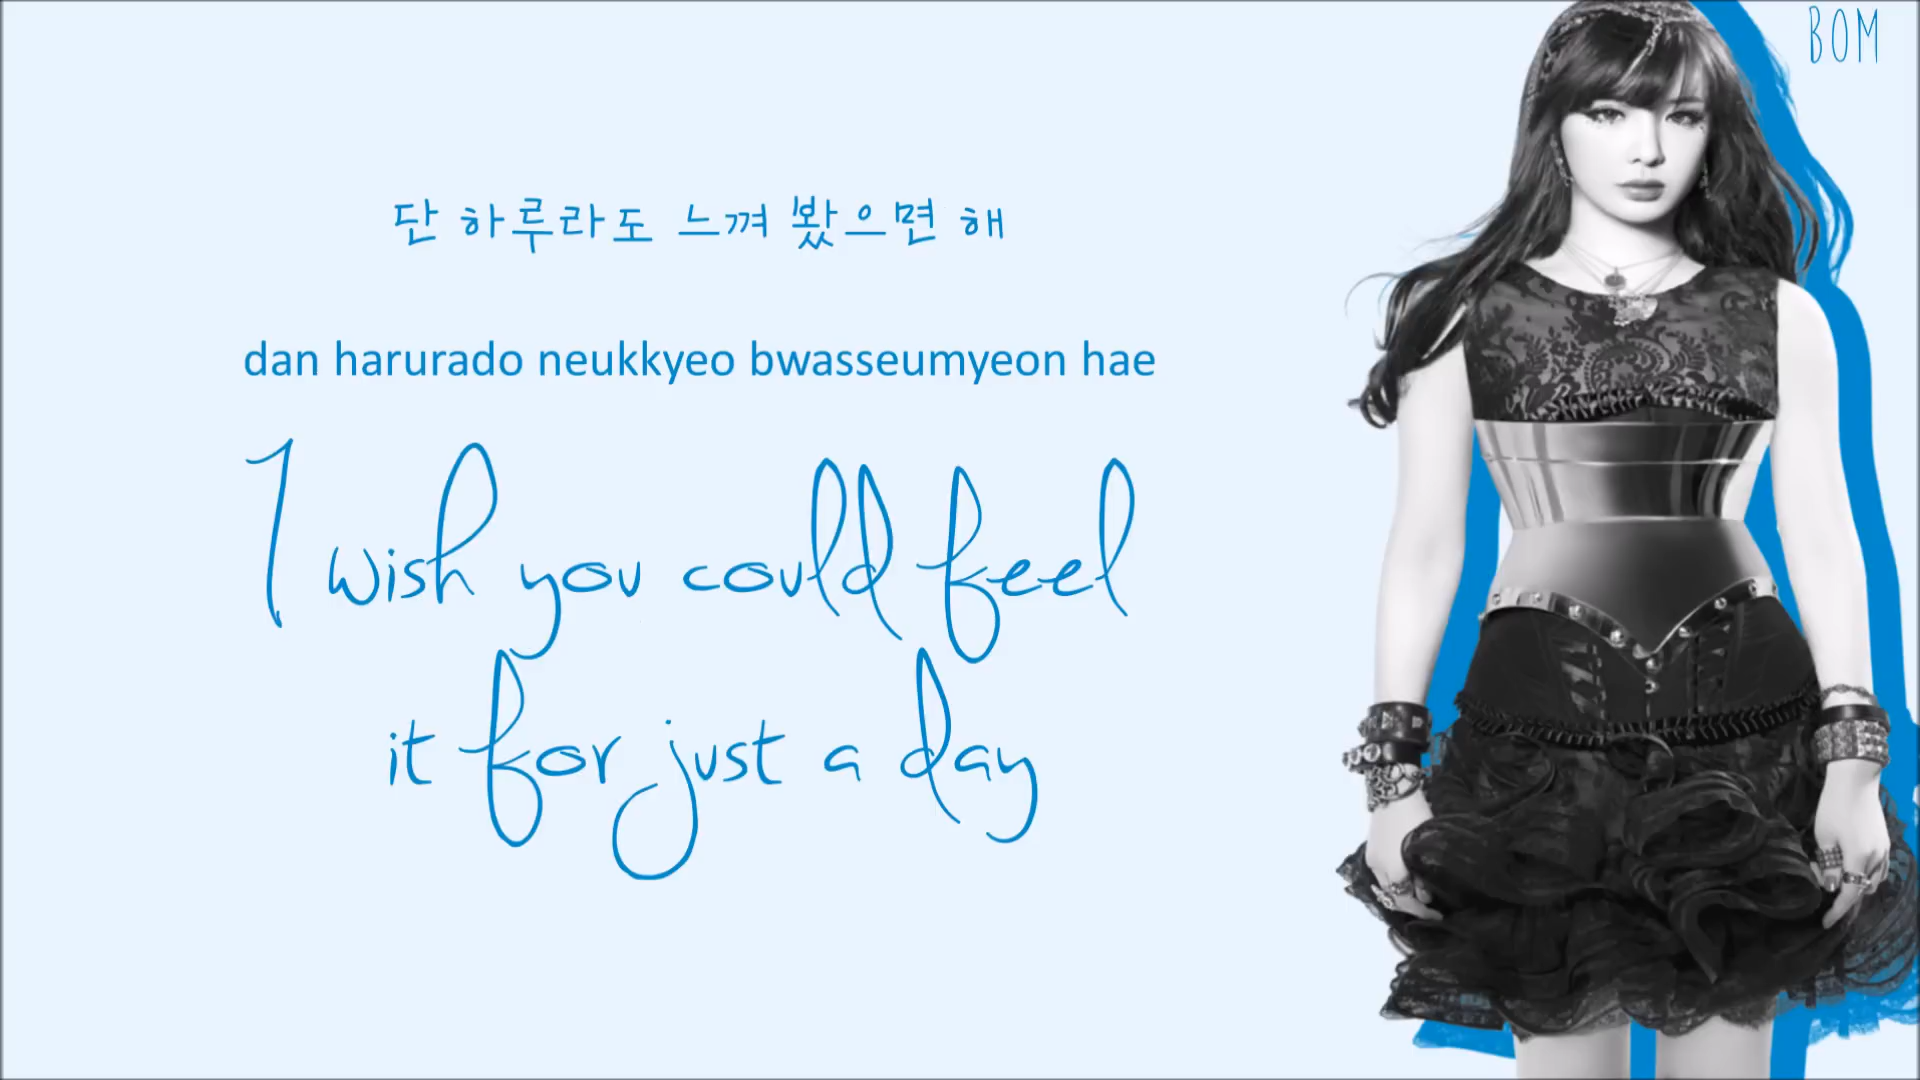 BOM
단 하루라도 느껴 봤으면 해
dan harurado neukkyeo bwasseumyeon hae
I wish you could feel
it for just a day